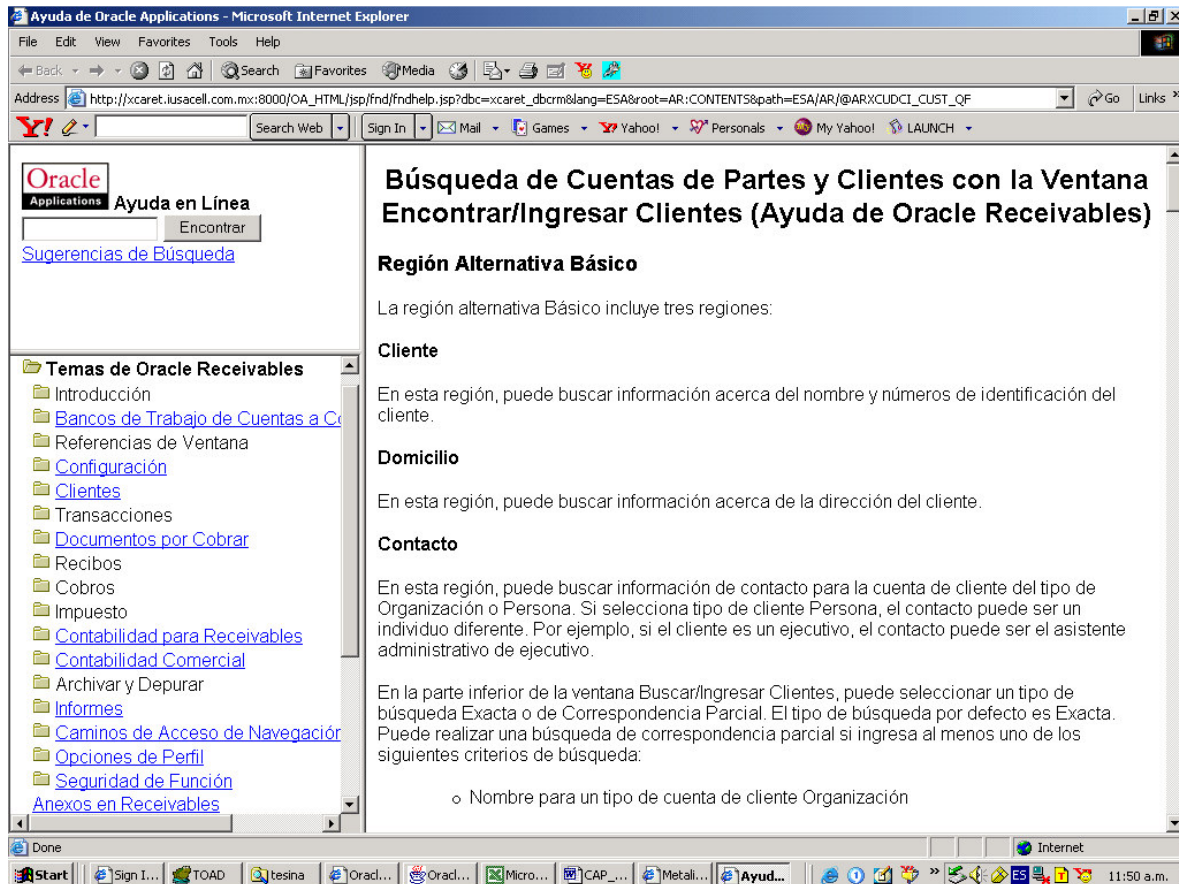 Ayuda de Oracle Applications - Microsoft Internet Explorer
File Edit View Favorites Tools Help
Back Search Favorites Media
Address http://xcaret.iusacell.com.mx:8000/OA_HTML/jsp/fnd/fndhelp.jsp?dbc=xcaret_dbcrm&lang=ESA&root=AR:CONTENTS&path=ESA/AR/@ARXCUDCI_CUST_QF Go Links »
Y! Search Web Sign In Mail Games Yahoo! Personals My Yahoo! LAUNCH
Oracle
Applications Ayuda en Línea
Encontrar
Sugerencias de Búsqueda
Temas de Oracle Receivables
Introducción
Bancos de Trabajo de Cuentas a Co
Referencias de Ventana
Configuración
Clientes
Transacciones
Documentos por Cobrar
Recibos
Cobros
Impuesto
Contabilidad para Receivables
Contabilidad Comercial
Archivar y Depurar
Informes
Caminos de Acceso de Navegación
Opciones de Perfil
Seguridad de Función
Anexos en Receivables
Búsqueda de Cuentas de Partes y Clientes con la Ventana
Encontrar/Ingresar Clientes (Ayuda de Oracle Receivables)
Región Alternativa Básico
La región alternativa Básico incluye tres regiones:
Cliente
En esta región, puede buscar información acerca del nombre y números de identificación del
cliente.
Domicilio
En esta región, puede buscar información acerca de la dirección del cliente.
Contacto
En esta región, puede buscar información de contacto para la cuenta de cliente del tipo de
Organización o Persona. Si selecciona tipo de cliente Persona, el contacto puede ser un
individuo diferente. Por ejemplo, si el cliente es un ejecutivo, el contacto puede ser el asistente
administrativo de ejecutivo.
En la parte inferior de la ventana Buscar/Ingresar Clientes, puede seleccionar un tipo de
búsqueda Exacta o de Correspondencia Parcial. El tipo de búsqueda por defecto es Exacta.
Puede realizar una búsqueda de correspondencia parcial si ingresa al menos uno de los
siguientes criterios de búsqueda:
o Nombre para un tipo de cuenta de cliente Organización
Done Internet
Start Sign I... TOAD tesina Oracl... Oracl... Micro... CAP_... Metali... Ayud... » ES 11:50 a.m.